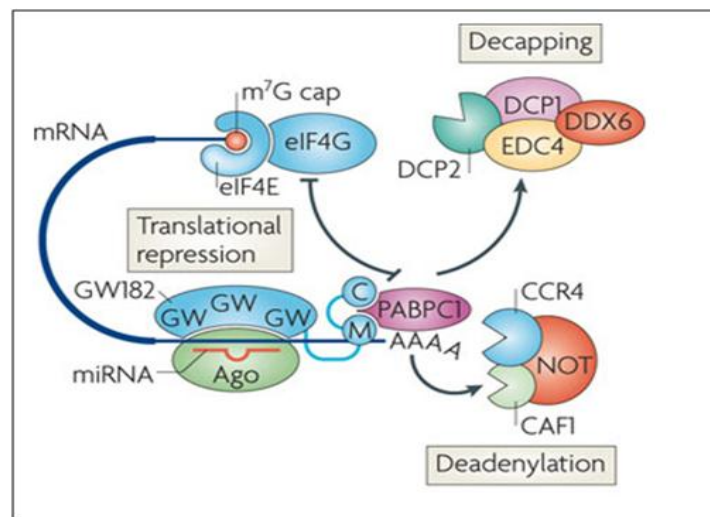 Decapping
m⁷G cap
mRNA
eIF4G
eIF4E
DCP1
DDX6
EDC4
DCP2
Translational
repression
GW182
GW
GW
GW
C
M
PABPC1
AAAA
miRNA
Ago
CCR4
NOT
CAF1
Deadenylation